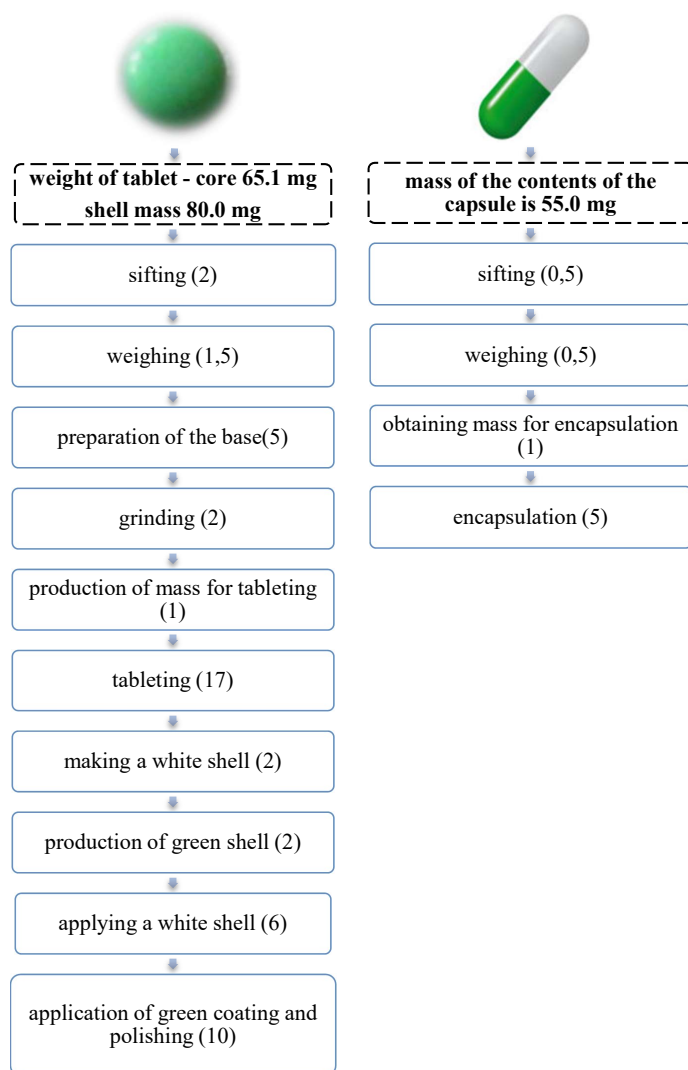 weight of tablet - core 65.1 mg
shell mass 80.0 mg
sifting (2)
weighing (1,5)
preparation of the base(5)
grinding (2)
production of mass for tableting
(1)
tableting (17)
making a white shell (2)
production of green shell (2)
applying a white shell (6)
application of green coating and
polishing (10)
mass of the contents of the
capsule is 55.0 mg
sifting (0,5)
weighing (0,5)
obtaining mass for encapsulation
(1)
encapsulation (5)